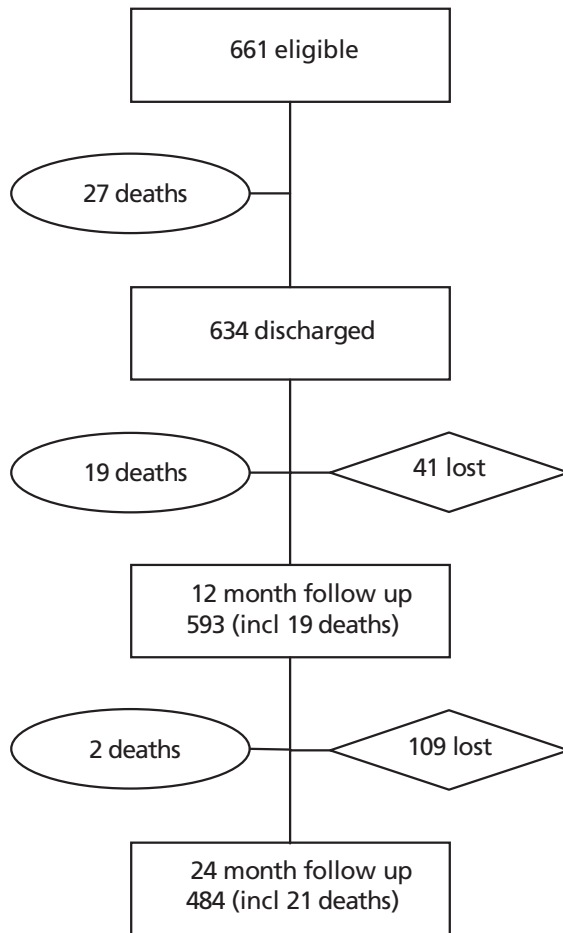 661 eligible
27 deaths
634 discharged
19 deaths
41 lost
12 month follow up
593 (incl 19 deaths)
2 deaths
109 lost
24 month follow up
484 (incl 21 deaths)